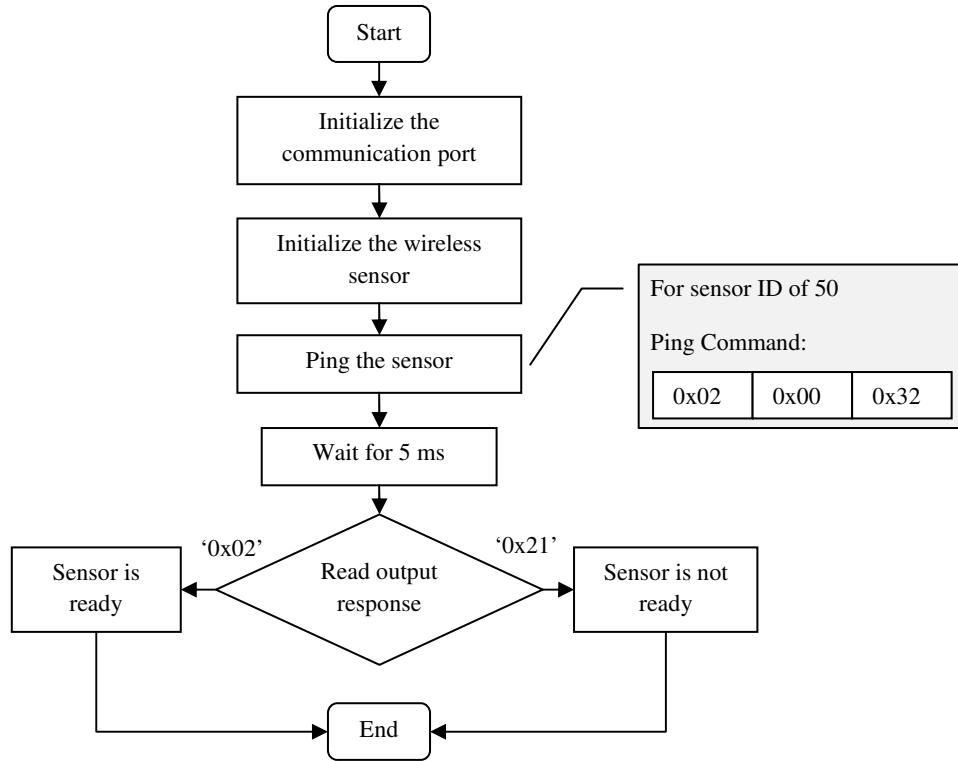 Start
Initialize the
communication port
Initialize the wireless
sensor
Ping the sensor
For sensor ID of 50
Ping Command:
0x02 0x00 0x32
Wait for 5 ms
‘0x02’
‘0x21’
Read output
response
Sensor is
ready
Sensor is not
ready
End